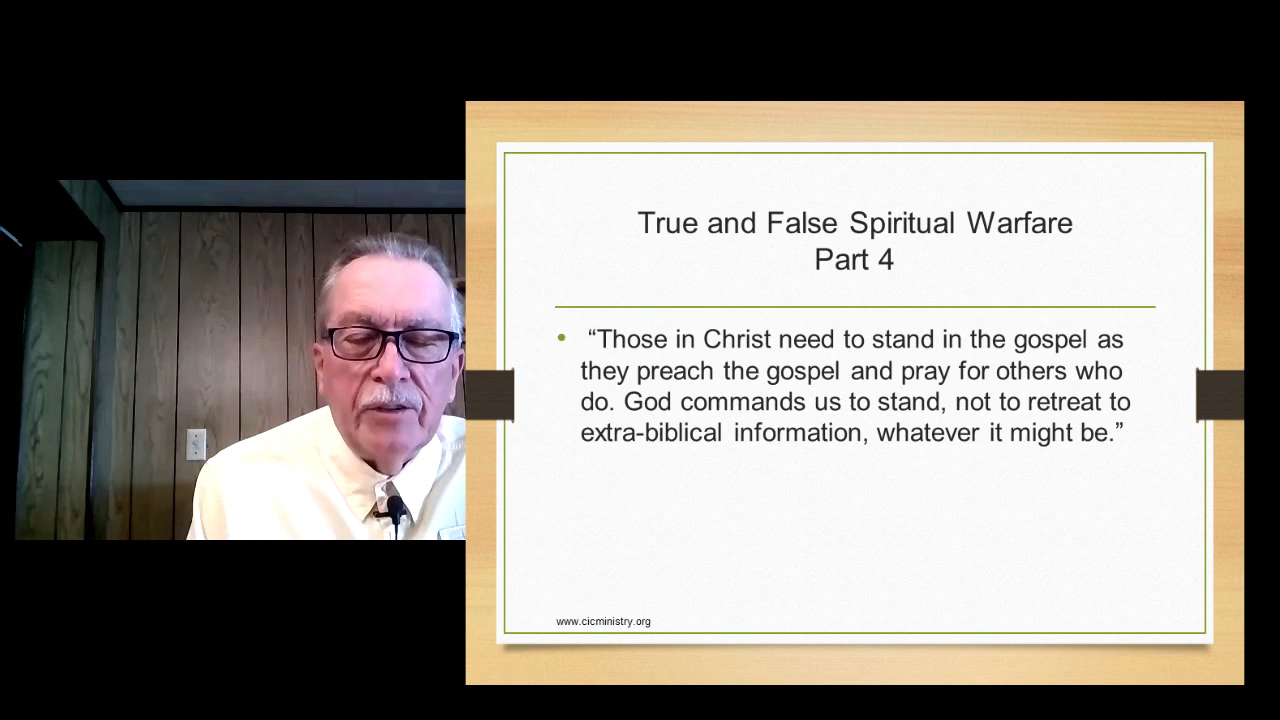 True and False Spiritual Warfare
Part 4
• “Those in Christ need to stand in the gospel as
they preach the gospel and pray for others who
do. God commands us to stand, not to retreat to
extra-biblical information, whatever it might be.”
www.cicministry.org